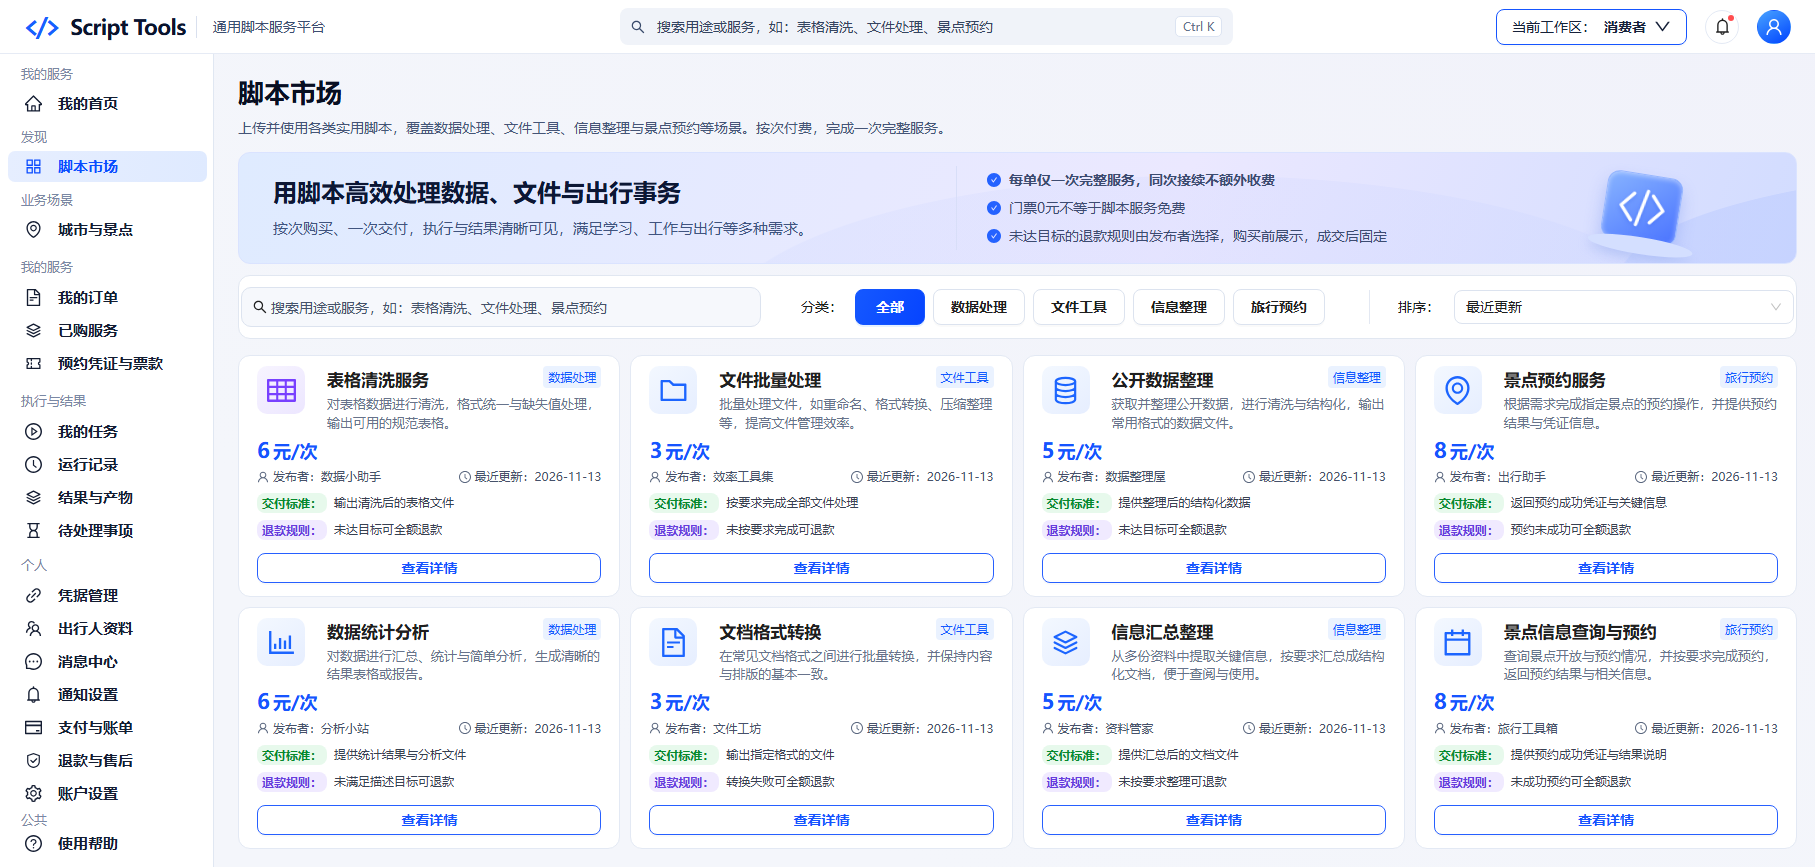 </> Script Tools
通用脚本服务平台
搜索用途或服务，如：表格清洗、文件处理、景点预约
Ctrl K
当前工作区： 消费者
我的服务
我的首页
发现
脚本市场
业务场景
城市与景点
我的服务
我的订单
已购服务
预约凭证与票款
执行与结果
我的任务
运行记录
结果与产物
待处理事项
个人
凭据管理
出行人资料
消息中心
通知设置
支付与账单
退款与售后
账户设置
公共
使用帮助
脚本市场
上传并使用各类实用脚本，覆盖数据处理、文件工具、信息整理与景点预约等场景。按次付费，完成一次完整服务。
用脚本高效处理数据、文件与出行事务
按次购买、一次交付，执行与结果清晰可见，满足学习、工作与出行等多种需求。
每单仅一次完整服务，同次接续不额外收费
门票0元不等于脚本服务免费
未达目标的退款规则由发布者选择，购买前展示，成交后固定
</>
搜索用途或服务，如：表格清洗、文件处理、景点预约
分类： 全部 数据处理 文件工具 信息整理 旅行预约
排序： 最近更新
表格清洗服务 数据处理
对表格数据进行清洗，格式统一与缺失值处理，
输出可用的规范表格。
6 元/次
发布者：数据小助手 最近更新：2026-11-13
交付标准： 输出清洗后的表格文件
退款规则： 未达目标可全额退款
查看详情
文件批量处理 文件工具
批量处理文件，如重命名、格式转换、压缩整理
等，提高文件管理效率。
3 元/次
发布者：效率工具集 最近更新：2026-11-13
交付标准： 按要求完成全部文件处理
退款规则： 未按要求完成可退款
查看详情
公开数据整理 信息整理
获取并整理公开数据，进行清洗与结构化，输出
常用格式的数据文件。
5 元/次
发布者：数据整理屋 最近更新：2026-11-13
交付标准： 提供整理后的结构化数据
退款规则： 未达目标可全额退款
查看详情
景点预约服务 旅行预约
根据需求完成指定景点的预约操作，并提供预约
结果与凭证信息。
8 元/次
发布者：出行助手 最近更新：2026-11-13
交付标准： 返回预约成功凭证与关键信息
退款规则： 预约未成功可全额退款
查看详情
数据统计分析 数据处理
对数据进行汇总、统计与简单分析，生成清晰的
结果表格或报告。
6 元/次
发布者：分析小站 最近更新：2026-11-13
交付标准： 提供统计结果与分析文件
退款规则： 未满足描述目标可退款
查看详情
文档格式转换 文件工具
在常见文档格式之间进行批量转换，并保持内容
与排版的基本一致。
3 元/次
发布者：文件工坊 最近更新：2026-11-13
交付标准： 输出指定格式的文件
退款规则： 转换失败可全额退款
查看详情
信息汇总整理 信息整理
从多份资料中提取关键信息，按要求汇总成结构
化文档，便于查阅与使用。
5 元/次
发布者：资料管家 最近更新：2026-11-13
交付标准： 提供汇总后的文档文件
退款规则： 未按要求整理可退款
查看详情
景点信息查询与预约 旅行预约
查询景点开放与预约情况，并按要求完成预约，
返回预约结果与相关信息。
8 元/次
发布者：旅行工具箱 最近更新：2026-11-13
交付标准： 提供预约成功凭证与结果说明
退款规则： 未成功预约可全额退款
查看详情